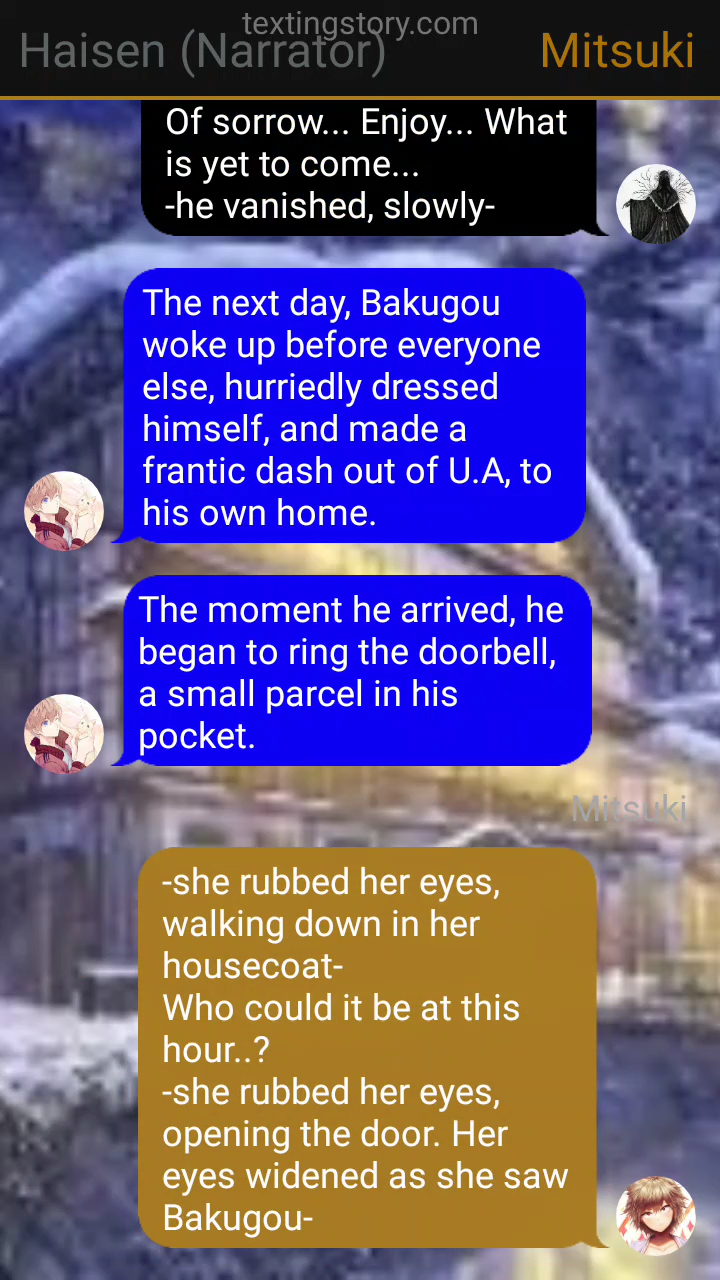 textingstory.com
Haisen (Narrator)
Mitsuki
Of sorrow... Enjoy... What
is yet to come...
-he vanished, slowly-
The next day, Bakugou
woke up before everyone
else, hurriedly dressed
himself, and made a
frantic dash out of U.A, to
his own home.
The moment he arrived, he
began to ring the doorbell,
a small parcel in his
pocket.
Mitsuki
-she rubbed her eyes,
walking down in her
housecoat-
Who could it be at this
hour..?
-she rubbed her eyes,
opening the door. Her
eyes widened as she saw
Bakugou-